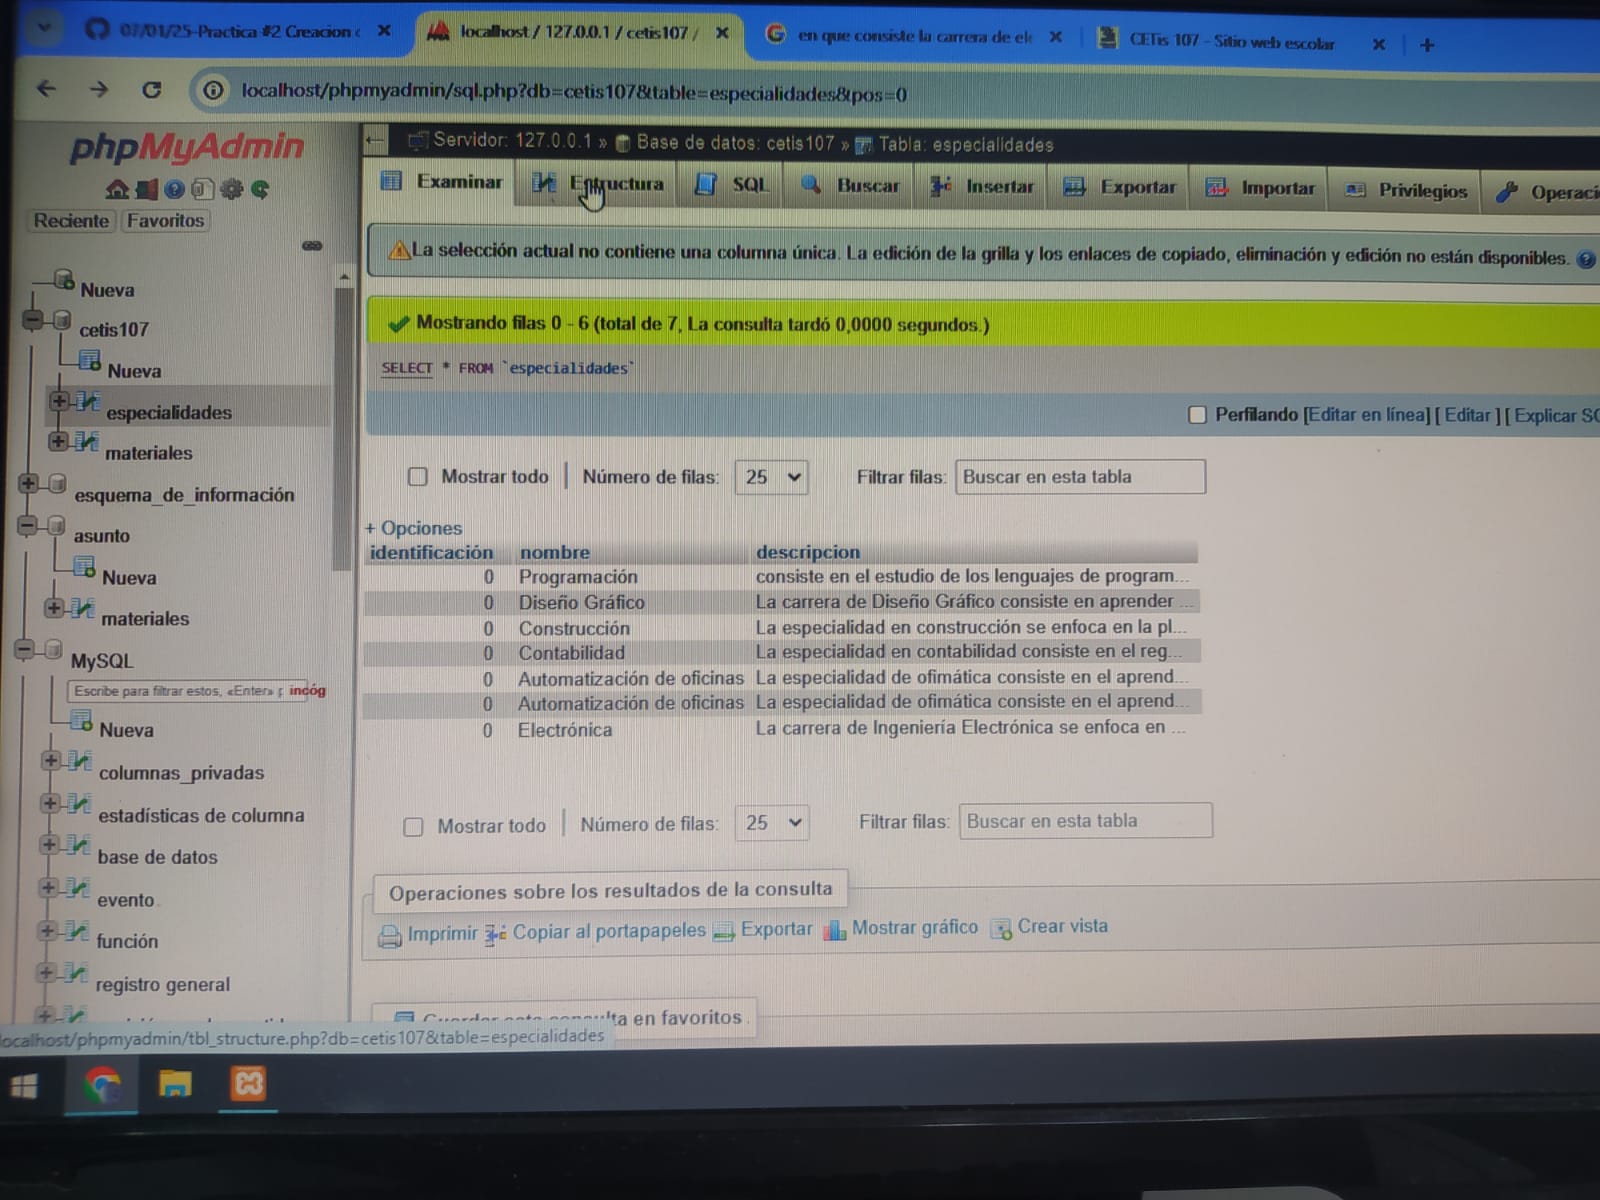 07/01/25-Practica #2 Creacion c
localhost / 127.0.0.1 / cetis107 /
en que consiste la carrera de ele
CETis 107 - Sitio web escolar
localhost/phpmyadmin/sql.php?db=cetis107&table=especialidades&pos=0
phpMyAdmin
Reciente Favoritos
Nueva
cetis107
Nueva
especialidades
materiales
esquema_de_información
asunto
Nueva
materiales
MySQL
Escribe para filtrar estos, «Enter» p incóg
Nueva
columnas_privadas
estadísticas de columna
base de datos
evento
función
registro general
Servidor: 127.0.0.1 » Base de datos: cetis107 » Tabla: especialidades
Examinar Estructura SQL Buscar Insertar Exportar Importar Privilegios Operaci
La selección actual no contiene una columna única. La edición de la grilla y los enlaces de copiado, eliminación y edición no están disponibles.
Mostrando filas 0 - 6 (total de 7, La consulta tardó 0,0000 segundos.)
SELECT * FROM `especialidades`
Perfilando [Editar en línea] [ Editar ] [ Explicar SQ
Mostrar todo | Número de filas: 25 Filtrar filas: Buscar en esta tabla
+ Opciones
identificación nombre descripcion
0 Programación consiste en el estudio de los lenguajes de program...
0 Diseño Gráfico La carrera de Diseño Gráfico consiste en aprender ...
0 Construcción La especialidad en construcción se enfoca en la pl...
0 Contabilidad La especialidad en contabilidad consiste en el reg...
0 Automatización de oficinas La especialidad de ofimática consiste en el aprend...
0 Automatización de oficinas La especialidad de ofimática consiste en el aprend...
0 Electrónica La carrera de Ingeniería Electrónica se enfoca en ...
Mostrar todo | Número de filas: 25 Filtrar filas: Buscar en esta tabla
Operaciones sobre los resultados de la consulta
Imprimir Copiar al portapapeles Exportar Mostrar gráfico Crear vista
Guardar esta consulta en favoritos
localhost/phpmyadmin/tbl_structure.php?db=cetis107&table=especialidades